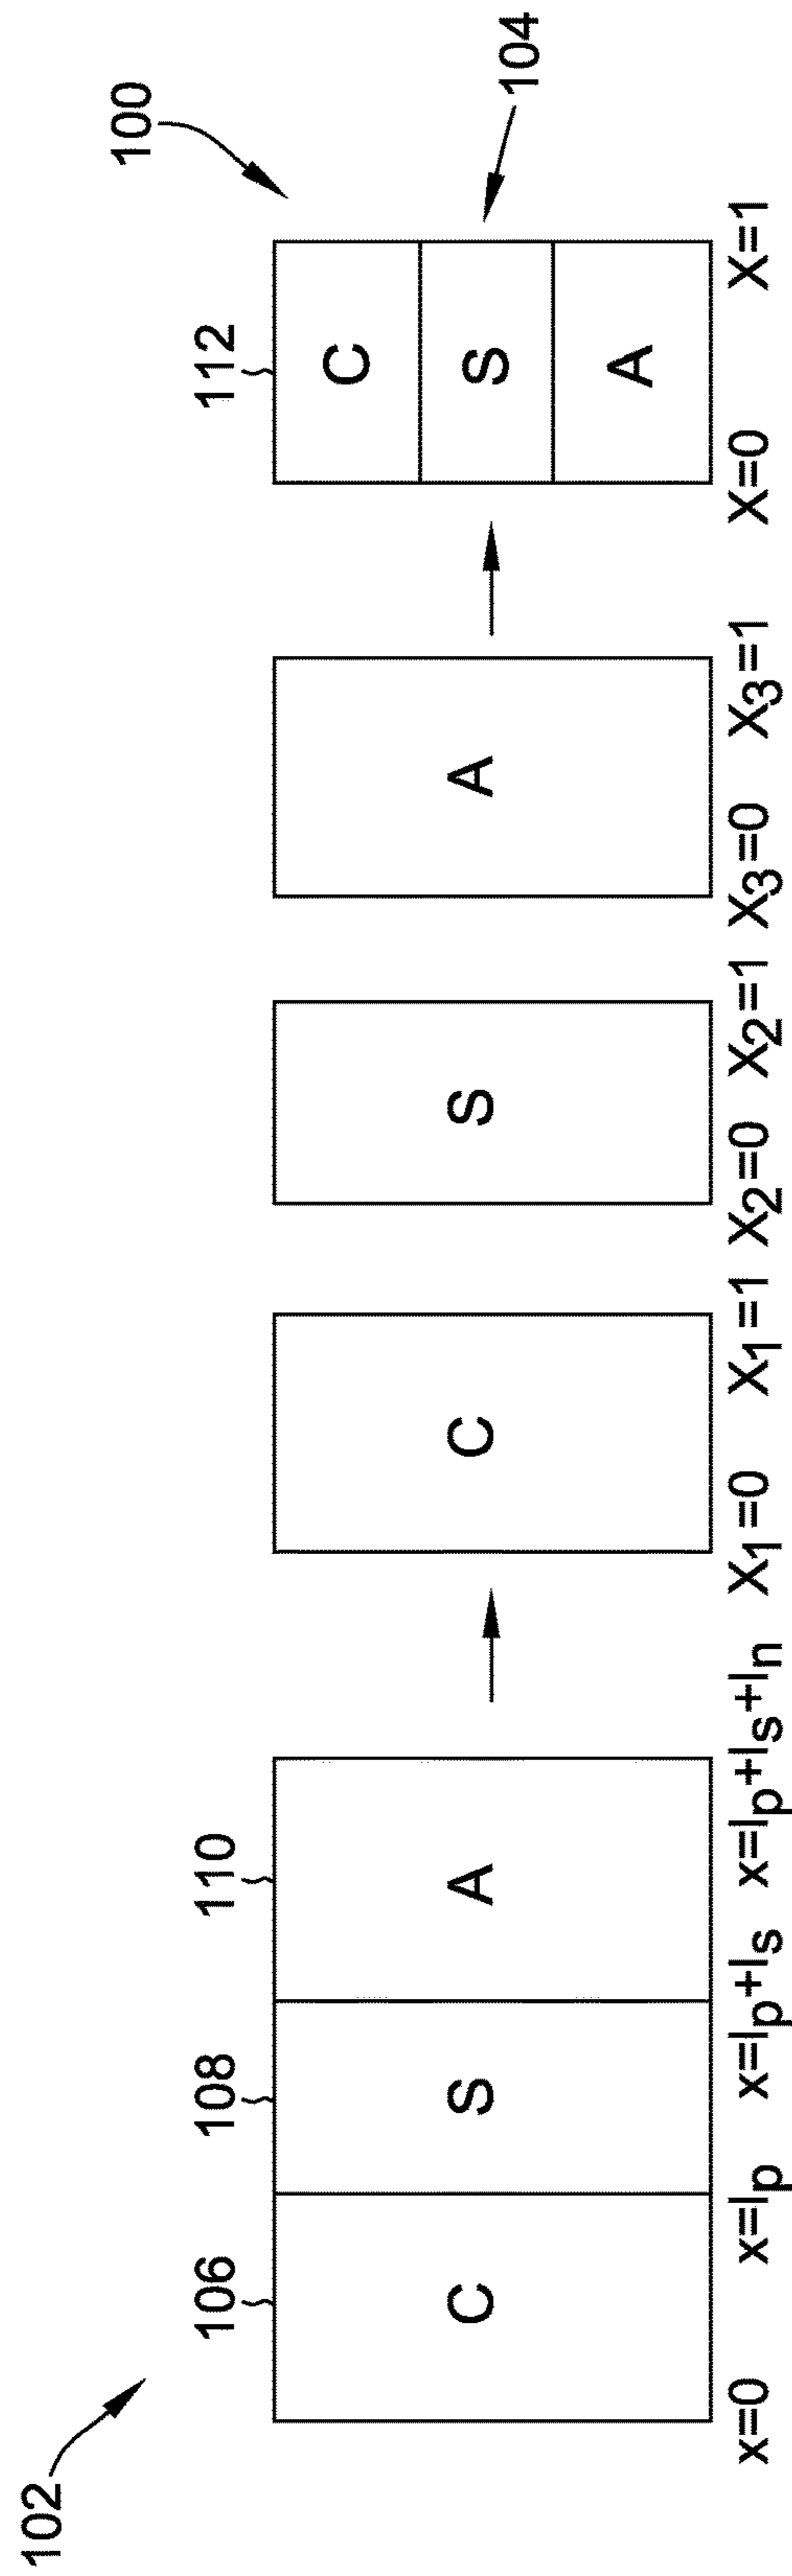 102
100
106
108
110
112
104
C
S
A
C
S
A
C
S
A
x=0
x=lp
x=lp+ls
x=lp+ls+ln
X1=0
X1=1
X2=0
X2=1
X3=0
X3=1
X=0
X=1